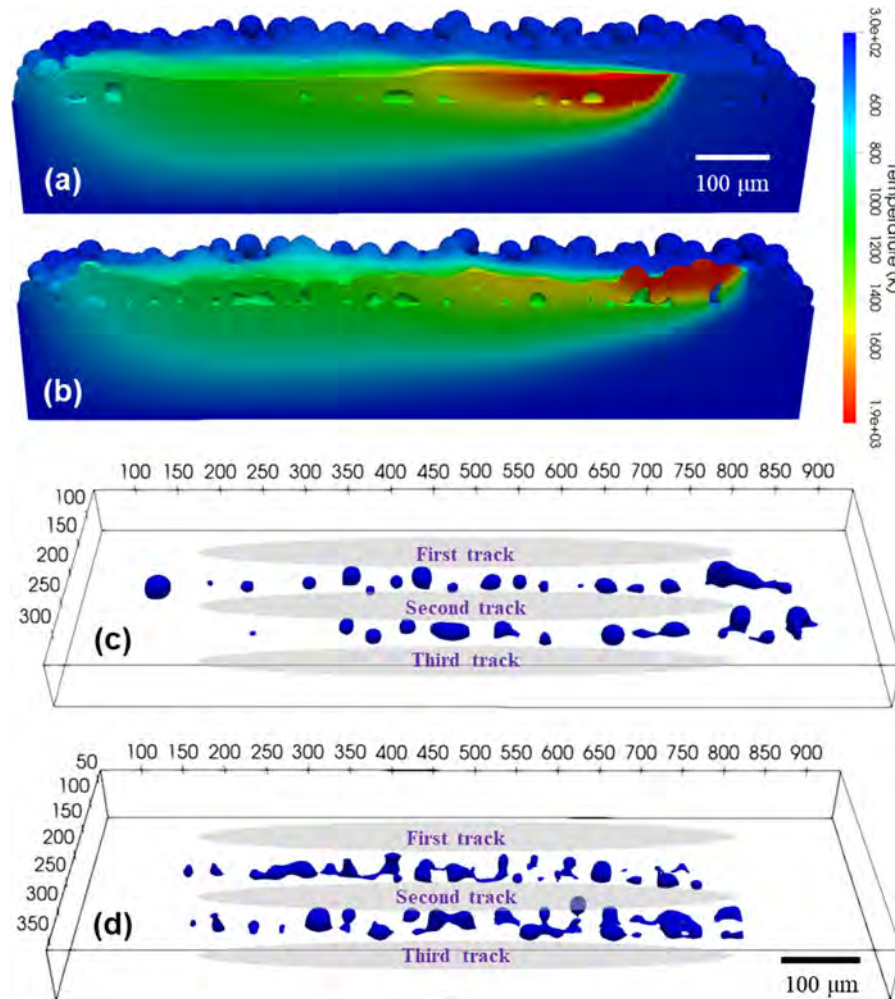 3.0e+02
600
800
1000
1200
1400
1600
1.9e+03
Temperature (K)
(a)
100 μm
(b)
100 150 200 250 300 350 400 450 500 550 600 650 700 750 800 850 900
100
150
200
250
300
First track
Second track
Third track
(c)
100 150 200 250 300 350 400 450 500 550 600 650 700 750 800 850 900
50
100
150
200
250
300
350
First track
Second track
Third track
(d)
100 μm